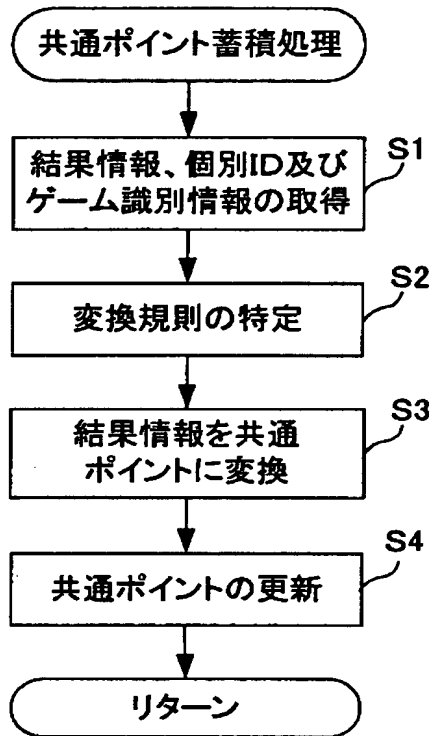 共通ポイント蓄積処理
結果情報、個別ID及び
ゲーム識別情報の取得
S1
変換規則の特定
S2
結果情報を共通
ポイントに変換
S3
共通ポイントの更新
S4
リターン